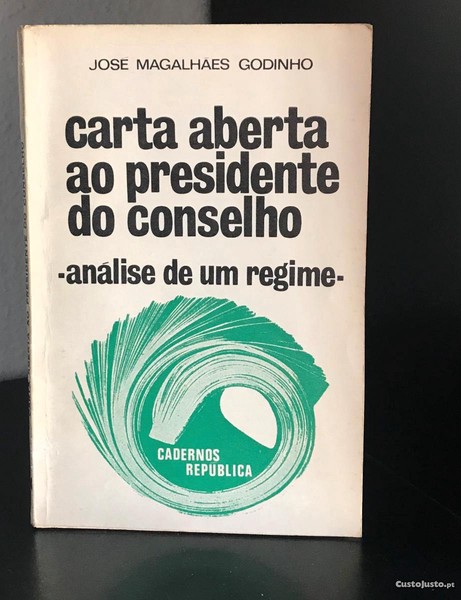 JOSE MAGALHAES GODINHO
carta aberta
ao presidente
do conselho
-análise de um regime-
CADERNOS
REPÚBLICA
CustoJusto.pt